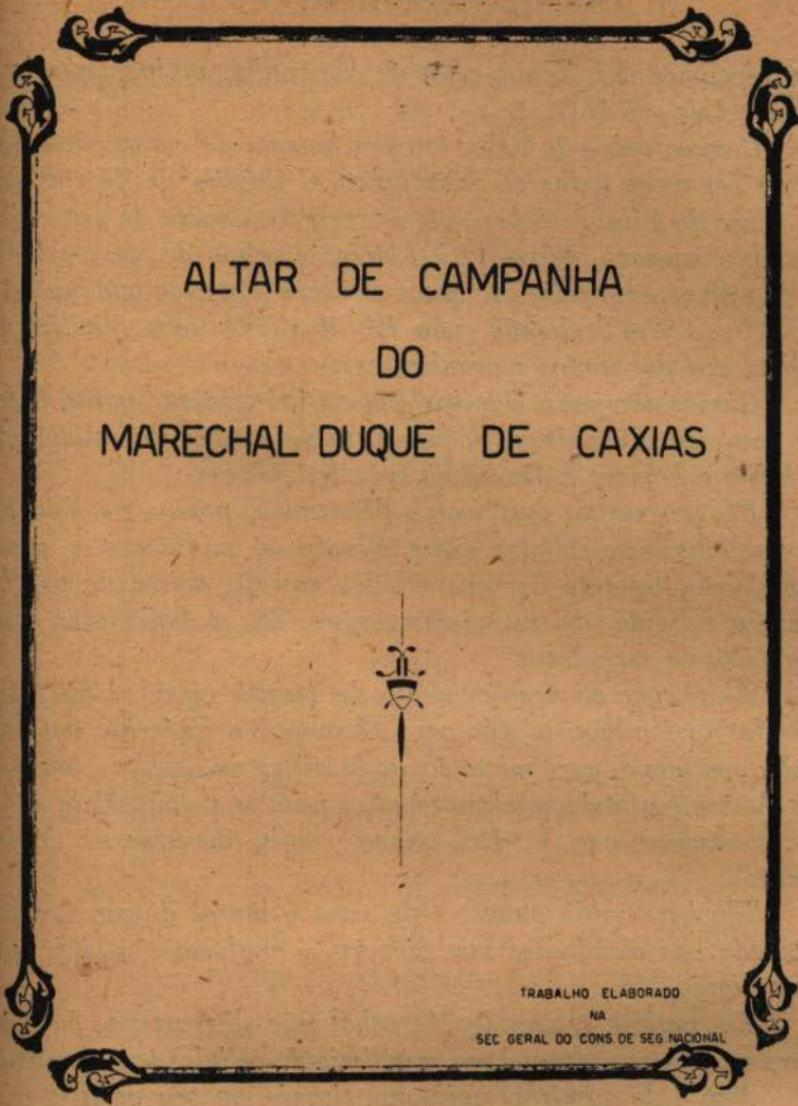 ALTAR DE CAMPANHA
DO
MARECHAL DUQUE DE CAXIAS
TRABALHO ELABORADO
NA
SEC GERAL DO CONS. DE SEG. NACIONAL